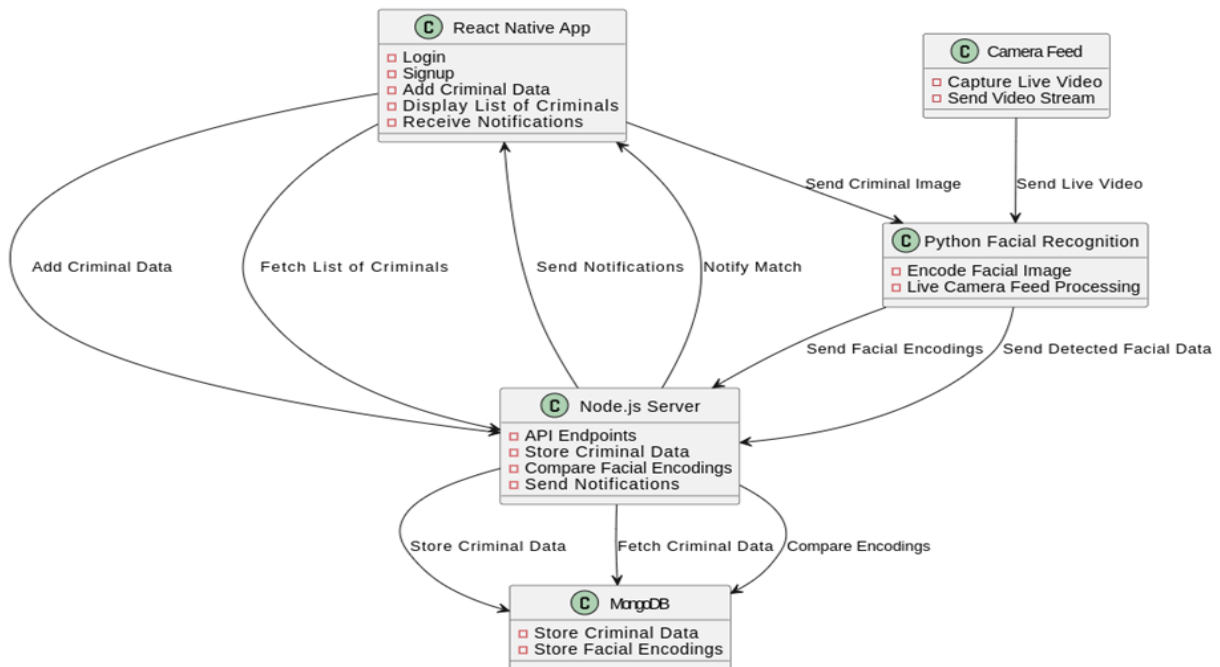 C React Native App
Login
Signup
Add Criminal Data
Display List of Criminals
Receive Notifications
C Camera Feed
Capture Live Video
Send Video Stream
Send Criminal Image
Send Live Video
C Python Facial Recognition
Encode Facial Image
Live Camera Feed Processing
Add Criminal Data
Fetch List of Criminals
Send Notifications
Notify Match
Send Facial Encodings
Send Detected Facial Data
C Node.js Server
API Endpoints
Store Criminal Data
Compare Facial Encodings
Send Notifications
Store Criminal Data
Fetch Criminal Data
Compare Encodings
C MongoDB
Store Criminal Data
Store Facial Encodings